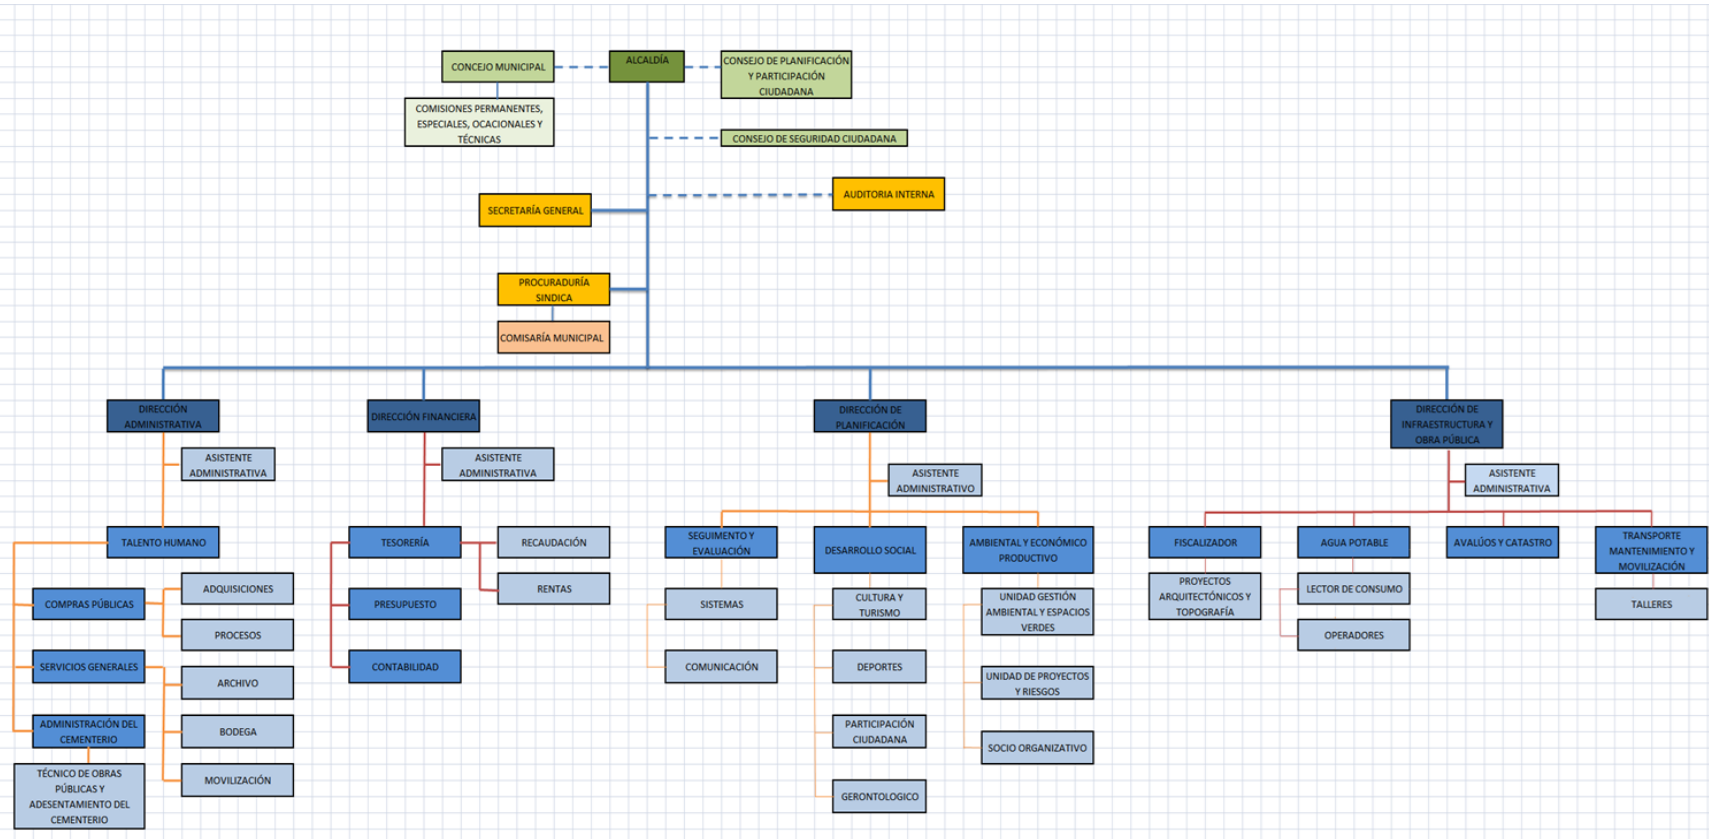 CONCEJO MUNICIPAL
ALCALDÍA
CONSEJO DE PLANIFICACIÓN
Y PARTICIPACIÓN
CIUDADANA
COMISIONES PERMANENTES,
ESPECIALES, OCACIONALES Y
TÉCNICAS
CONSEJO DE SEGURIDAD CIUDADANA
AUDITORIA INTERNA
SECRETARÍA GENERAL
PROCURADURÍA
SINDICA
COMISARÍA MUNICIPAL
DIRECCIÓN
ADMINISTRATIVA
ASISTENTE
ADMINISTRATIVA
TALENTO HUMANO
COMPRAS PÚBLICAS
ADQUISICIONES
PROCESOS
SERVICIOS GENERALES
ARCHIVO
BODEGA
MOVILIZACIÓN
ADMINISTRACIÓN DEL
CEMENTERIO
TÉCNICO DE OBRAS
PÚBLICAS Y
ADESENTAMIENTO DEL
CEMENTERIO
DIRECCIÓN FINANCIERA
ASISTENTE
ADMINISTRATIVA
TESORERÍA
RECAUDACIÓN
RENTAS
PRESUPUESTO
CONTABILIDAD
DIRECCIÓN DE
PLANIFICACIÓN
ASISTENTE
ADMINISTRATIVO
SEGUIMENTO Y
EVALUACIÓN
SISTEMAS
COMUNICACIÓN
DESARROLLO SOCIAL
CULTURA Y
TURISMO
DEPORTES
PARTICIPACIÓN
CIUDADANA
GERONTOLOGICO
AMBIENTAL Y ECONÓMICO
PRODUCTIVO
UNIDAD GESTIÓN
AMBIENTAL Y ESPACIOS
VERDES
UNIDAD DE PROYECTOS
Y RIESGOS
SOCIO ORGANIZATIVO
DIRECCIÓN DE
INFRAESTRUCTURA Y
OBRA PÚBLICA
ASISTENTE
ADMINISTRATIVA
FISCALIZADOR
PROYECTOS
ARQUITECTÓNICOS Y
TOPOGRAFÍA
AGUA POTABLE
LECTOR DE CONSUMO
OPERADORES
AVALÚOS Y CATASTRO
TRANSPORTE
MANTENIMIENTO Y
MOVILIZACIÓN
TALLERES